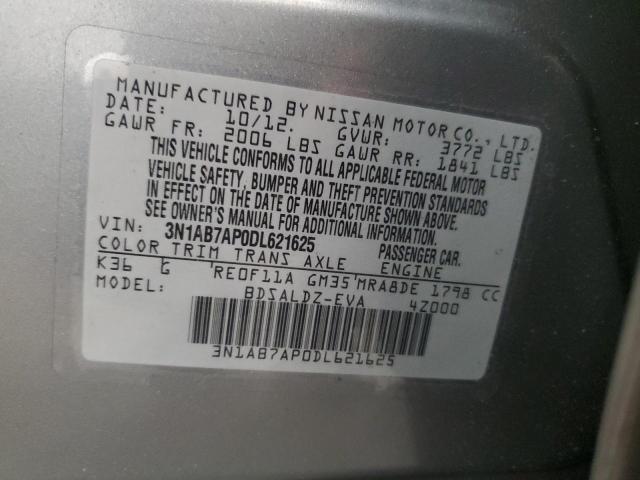 MANUFACTURED BY NISSAN MOTOR CO., LTD.
DATE: 10/12. GVWR: 3772 LBS
GAWR FR: 2006 LBS GAWR RR: 1841 LBS
THIS VEHICLE CONFORMS TO ALL APPLICABLE FEDERAL MOTOR
VEHICLE SAFETY, BUMPER AND THEFT PREVENTION STANDARDS
IN EFFECT ON THE DATE OF MANUFACTURE SHOWN ABOVE.
SEE OWNER'S MANUAL FOR ADDITIONAL INFORMATION.
VIN: 3N1AB7AP0DL621625 PASSENGER CAR.
COLOR TRIM TRANS AXLE ENGINE
K36 G 'RE0F11A GM35'MRA8DE 1798 CC
MODEL: BDSALDZ-EVA 4Z000
3N1AB7AP0DL621625